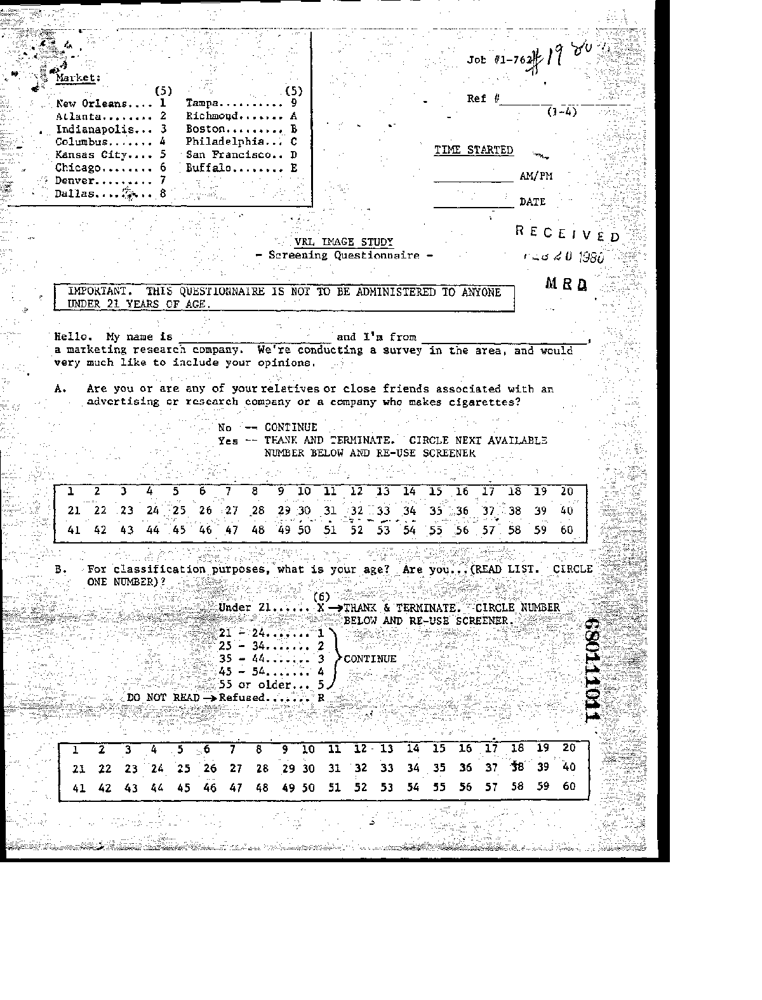 Job #1-762
Market:
(5) (5)
Ref #
(1-4)
New Orleans.... 1 Tampa.......... 9
Atlanta........ 2 Richmond....... A
Indianapolis... 3 Boston......... B
Columbus....... 4 Philadelphia... C
Kansas City.... 5 San Francisco.. D
Chicago........ 6 Buffalo........ E
Denver......... 7
Dallas......... 8
TIME STARTED
AM/PM
DATE
RECEIVED
20 1980
MRD
VRL IMAGE STUDY
- Screening Questionnaire -
IMPORTANT. THIS QUESTIONNAIRE IS NOT TO BE ADMINISTERED TO ANYONE
UNDER 21 YEARS OF AGE.
Hello. My name is ____________ and I'm from ____________,
a marketing research company. We're conducting a survey in the area, and would
very much like to include your opinions.
A. Are you or are any of your relatives or close friends associated with an
advertising or research company or a company who makes cigarettes?
No -- CONTINUE
Yes -- THANK AND TERMINATE. CIRCLE NEXT AVAILABLE
NUMBER BELOW AND RE-USE SCREENER
1 2 3 4 5 6 7 8 9 10 11 12 13 14 15 16 17 18 19 20
21 22 23 24 25 26 27 28 29 30 31 32 33 34 35 36 37 38 39 40
41 42 43 44 45 46 47 48 49 50 51 52 53 54 55 56 57 58 59 60
B. For classification purposes, what is your age? Are you...(READ LIST. CIRCLE
ONE NUMBER)?
(6)
Under 21...... X → THANK & TERMINATE. CIRCLE NUMBER
BELOW AND RE-USE SCREENER.
21 - 24....... 1
25 - 34....... 2
35 - 44....... 3 CONTINUE
45 - 54....... 4
55 or older... 5
DO NOT READ → Refused....... R
680111011
1 2 3 4 5 6 7 8 9 10 11 12 13 14 15 16 17 18 19 20
21 22 23 24 25 26 27 28 29 30 31 32 33 34 35 36 37 38 39 40
41 42 43 44 45 46 47 48 49 50 51 52 53 54 55 56 57 58 59 60